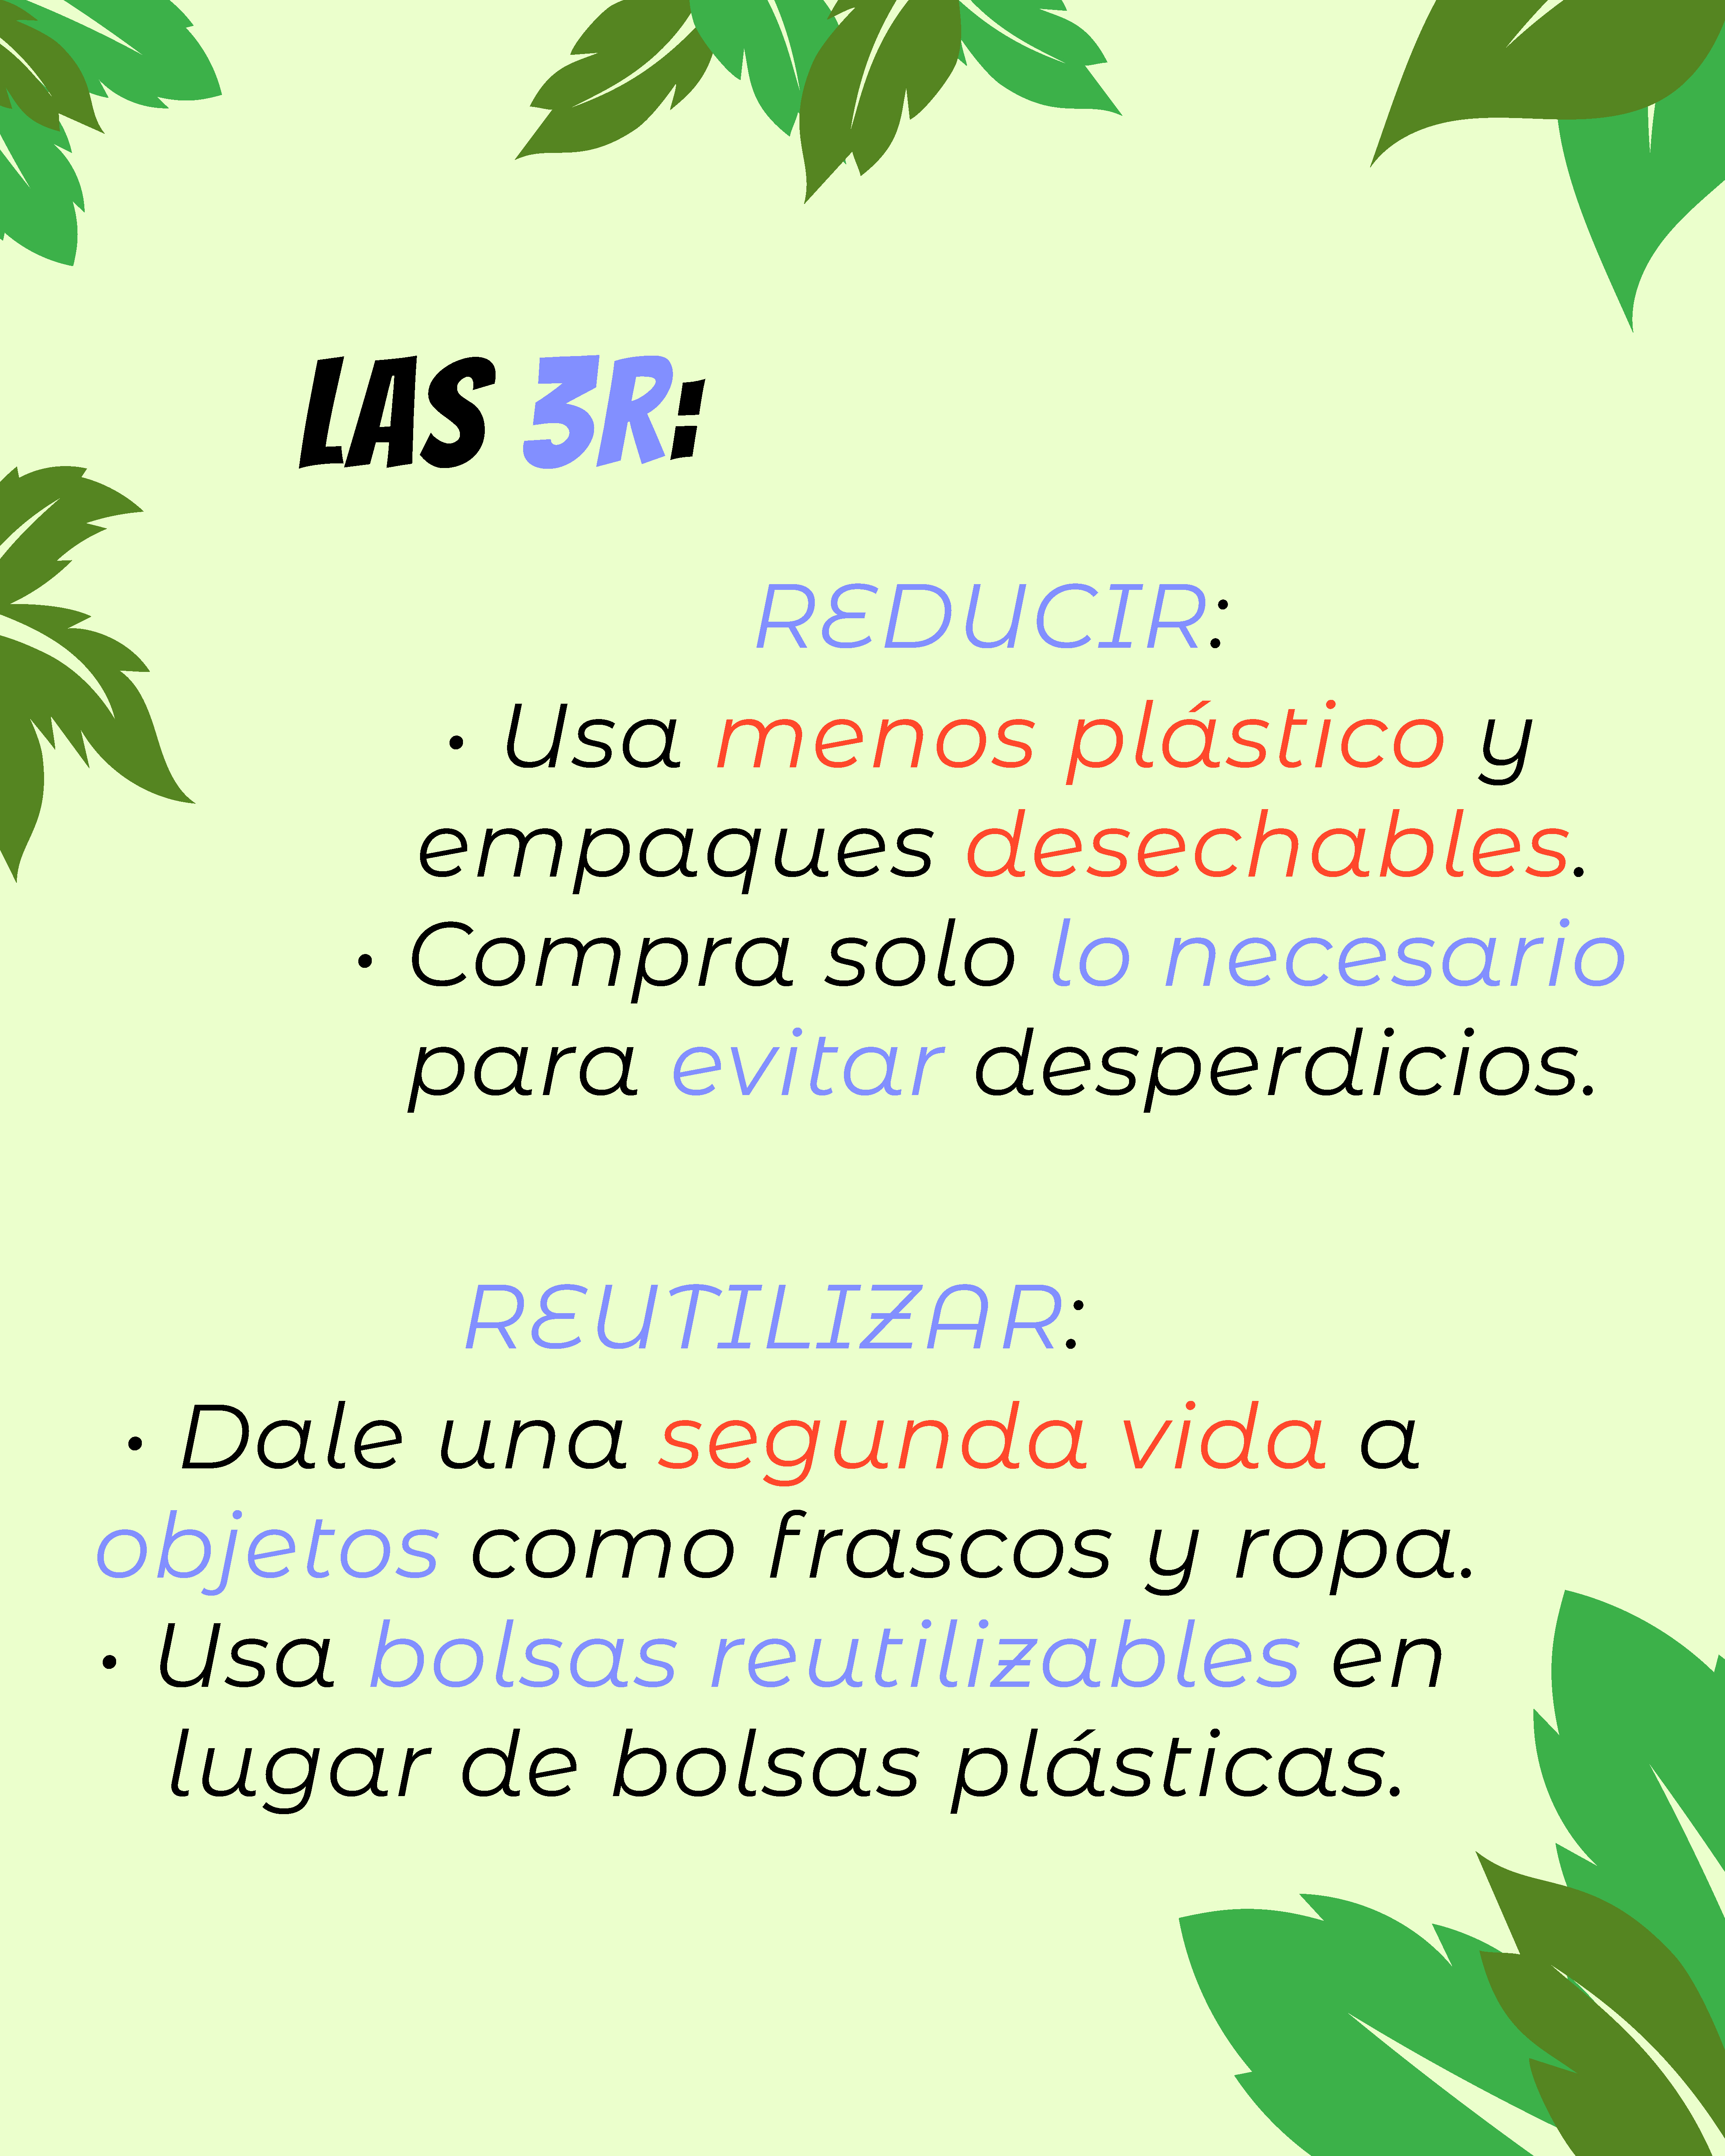 LAS 3R:
REDUCIR:
• Usa menos plástico y
empaques desechables.
• Compra solo lo necesario
para evitar desperdicios.
REUTILIZAR:
• Dale una segunda vida a
objetos como frascos y ropa.
• Usa bolsas reutilizables en
lugar de bolsas plásticas.